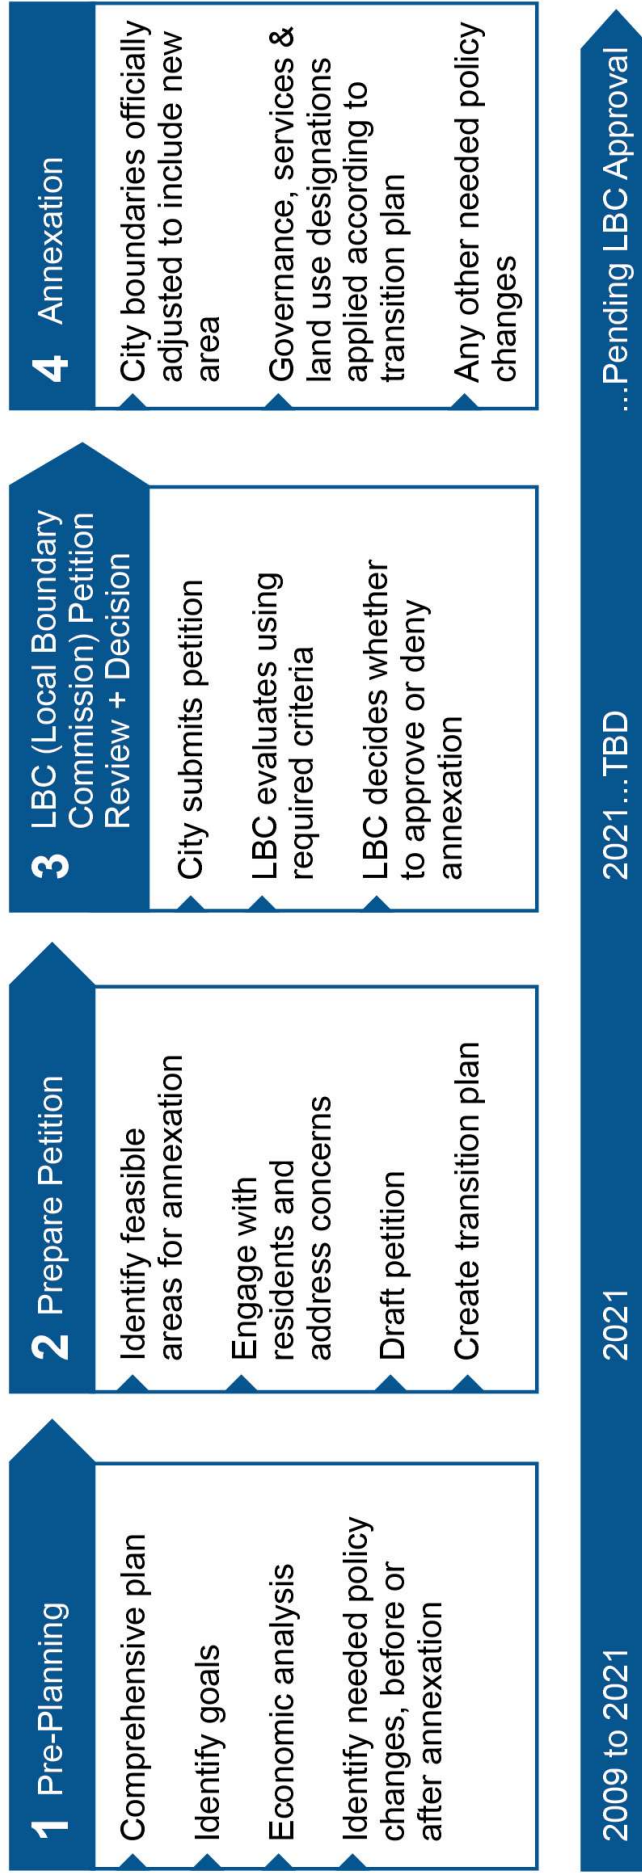 1 Pre-Planning
Comprehensive plan
Identify goals
Economic analysis
Identify needed policy
changes, before or
after annexation
2 Prepare Petition
Identify feasible
areas for annexation
Engage with
residents and
address concerns
Draft petition
Create transition plan
3 LBC (Local Boundary
Commission) Petition
Review + Decision
City submits petition
LBC evaluates using
required criteria
LBC decides whether
to approve or deny
annexation
4 Annexation
City boundaries officially
adjusted to include new
area
Governance, services &
land use designations
applied according to
transition plan
Any other needed policy
changes
2009 to 2021
2021
2021...TBD
...Pending LBC Approval